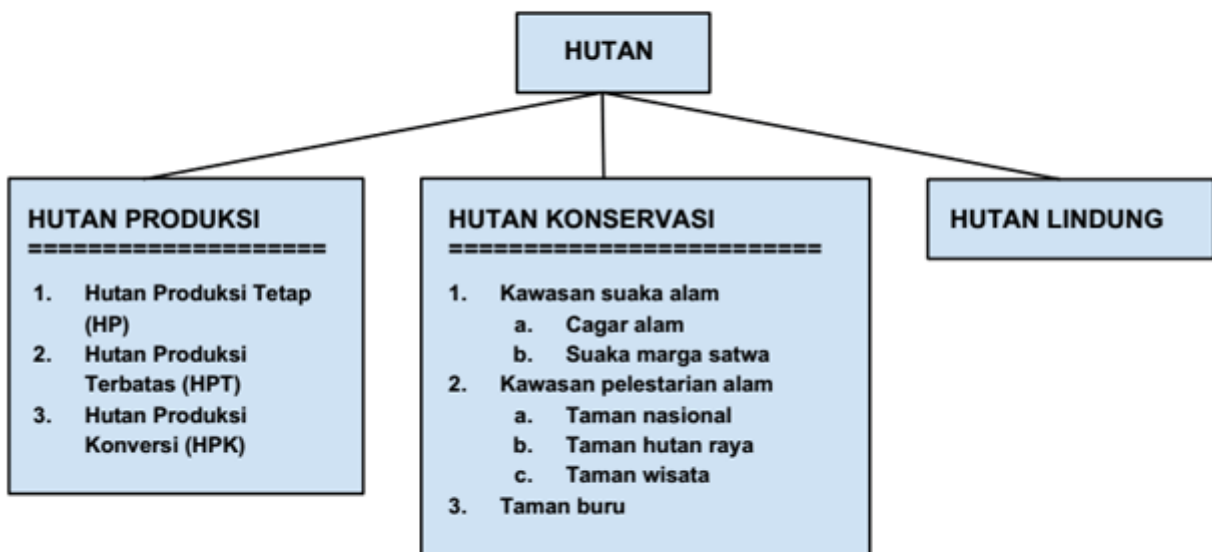 HUTAN
HUTAN PRODUKSI
====================
1. Hutan Produksi Tetap
(HP)
2. Hutan Produksi
Terbatas (HPT)
3. Hutan Produksi
Konversi (HPK)
HUTAN KONSERVASI
=========================
1. Kawasan suaka alam
a. Cagar alam
b. Suaka marga satwa
2. Kawasan pelestarian alam
a. Taman nasional
b. Taman hutan raya
c. Taman wisata
3. Taman buru
HUTAN LINDUNG